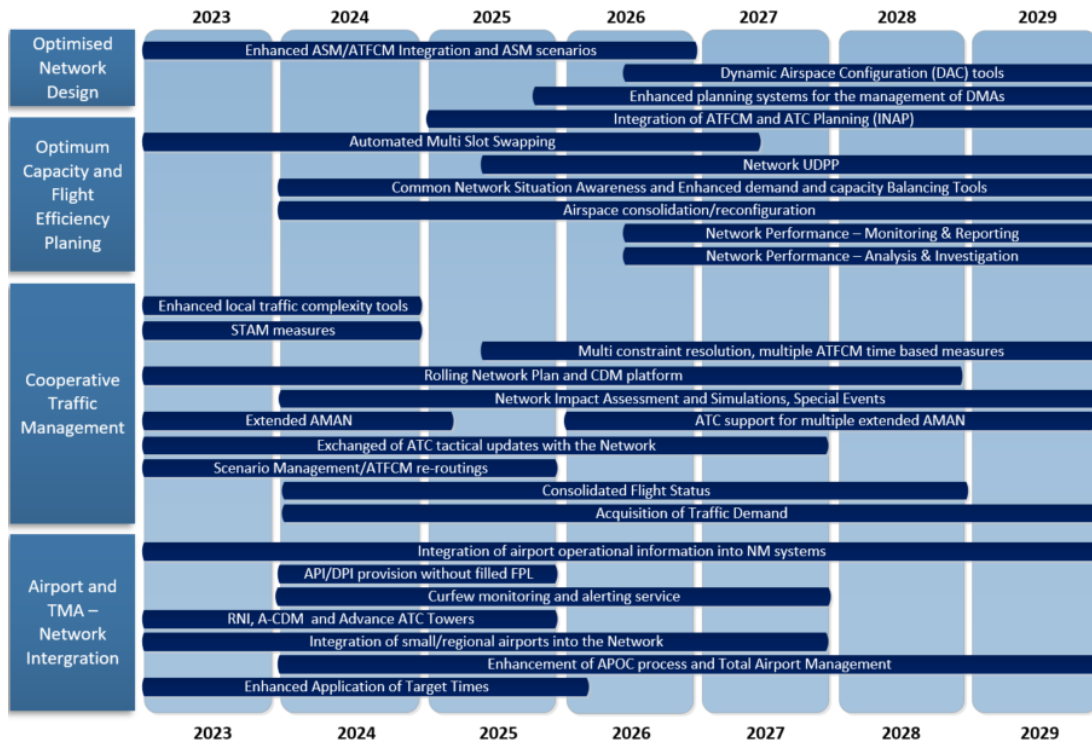 2023 2024 2025 2026 2027 2028 2029
Optimised
Network
Design
Enhanced ASM/ATFCM Integration and ASM scenarios
Dynamic Airspace Configuration (DAC) tools
Enhanced planning systems for the management of DMAs
Optimum
Capacity and
Flight
Efficiency
Planing
Integration of ATFCM and ATC Planning (INAP)
Automated Multi Slot Swapping
Network UDPP
Common Network Situation Awareness and Enhanced demand and capacity Balancing Tools
Airspace consolidation/reconfiguration
Network Performance – Monitoring & Reporting
Network Performance – Analysis & Investigation
Cooperative
Traffic
Management
Enhanced local traffic complexity tools
STAM measures
Multi constraint resolution, multiple ATFCM time based measures
Rolling Network Plan and CDM platform
Network Impact Assessment and Simulations, Special Events
Extended AMAN ATC support for multiple extended AMAN
Exchanged of ATC tactical updates with the Network
Scenario Management/ATFCM re-routings
Consolidated Flight Status
Acquisition of Traffic Demand
Airport and
TMA –
Network
Intergration
Integration of airport operational information into NM systems
API/DPI provision without filled FPL
Curfew monitoring and alerting service
RNI, A-CDM and Advance ATC Towers
Integration of small/regional airports into the Network
Enhancement of APOC process and Total Airport Management
Enhanced Application of Target Times
2023 2024 2025 2026 2027 2028 2029